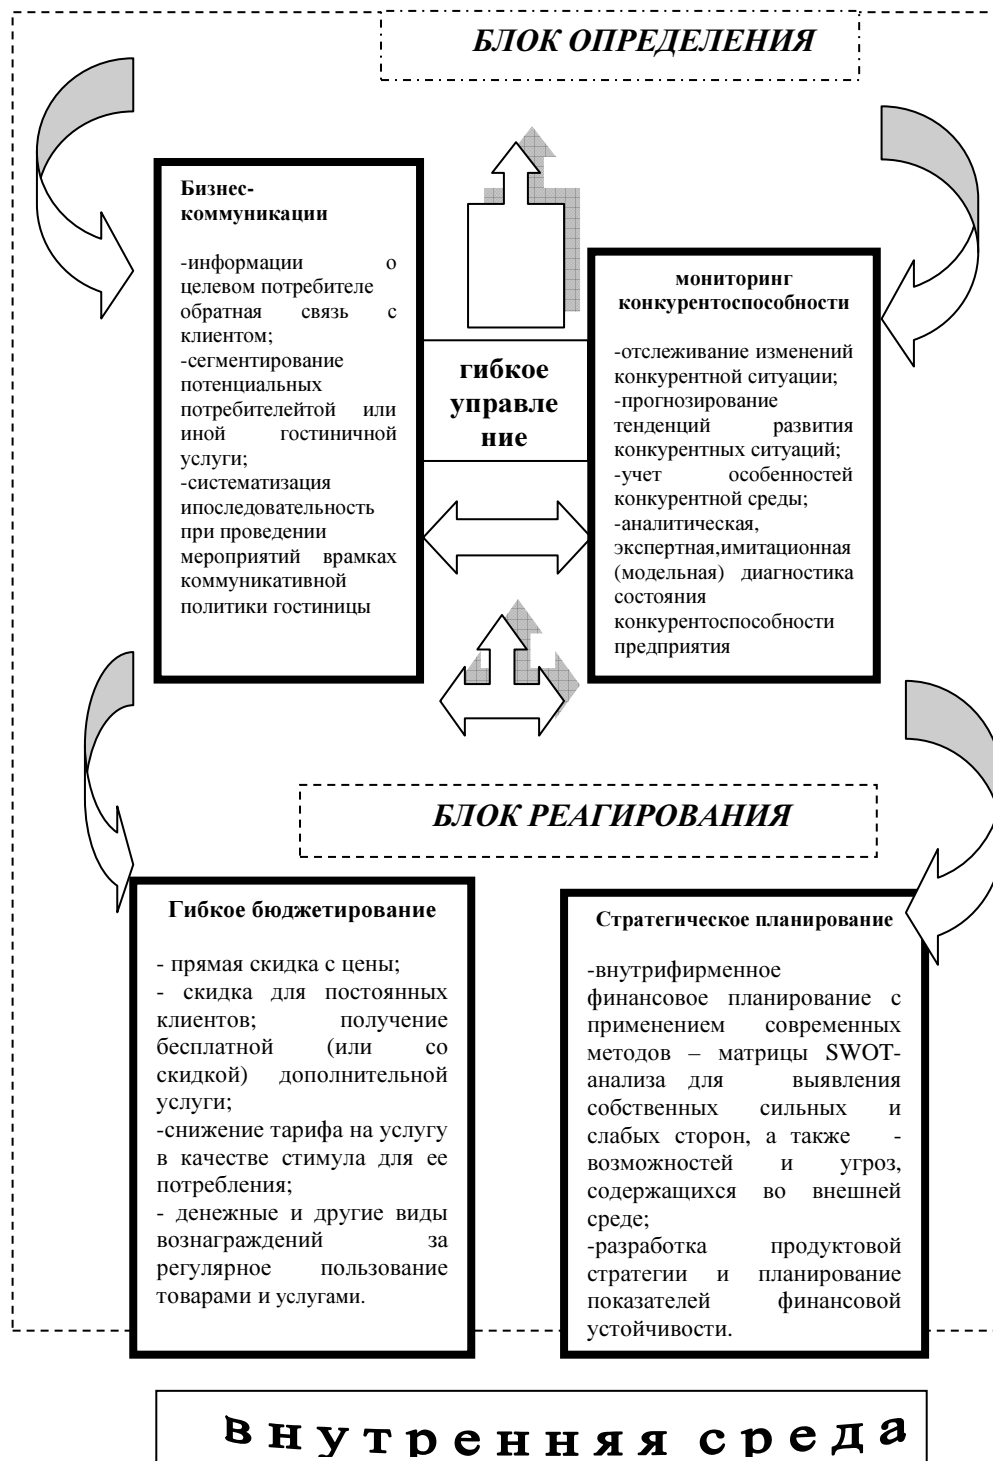 БЛОК ОПРЕДЕЛЕНИЯ
Бизнес-
коммуникации
-информации о
целевом потребителе
обратная связь с
клиентом;
-сегментирование
потенциальных
потребителейтой или
иной гостиничной
услуги;
-систематизация
ипоследовательность
при проведении
мероприятий врамках
коммуникативной
политики гостиницы
гибкое
управле
ние
мониторинг
конкурентоспособности
-отслеживание изменений
конкурентной ситуации;
-прогнозирование
тенденций развития
конкурентных ситуаций;
-учет особенностей
конкурентной среды;
-аналитическая,
экспертная,имитационная
(модельная) диагностика
состояния
конкурентоспособности
предприятия
БЛОК РЕАГИРОВАНИЯ
Гибкое бюджетирование
- прямая скидка с цены;
- скидка для постоянных
клиентов; получение
бесплатной (или со
скидкой) дополнительной
услуги;
-снижение тарифа на услугу
в качестве стимула для ее
потребления;
- денежные и другие виды
вознаграждений за
регулярное пользование
товарами и услугами.
Стратегическое планирование
-внутрифирменное
финансовое планирование с
применением современных
методов – матрицы SWOT-
анализа для выявления
собственных сильных и
слабых сторон, а также -
возможностей и угроз,
содержащихся во внешней
среде;
-разработка продуктовой
стратегии и планирование
показателей финансовой
устойчивости.
внутренняя среда